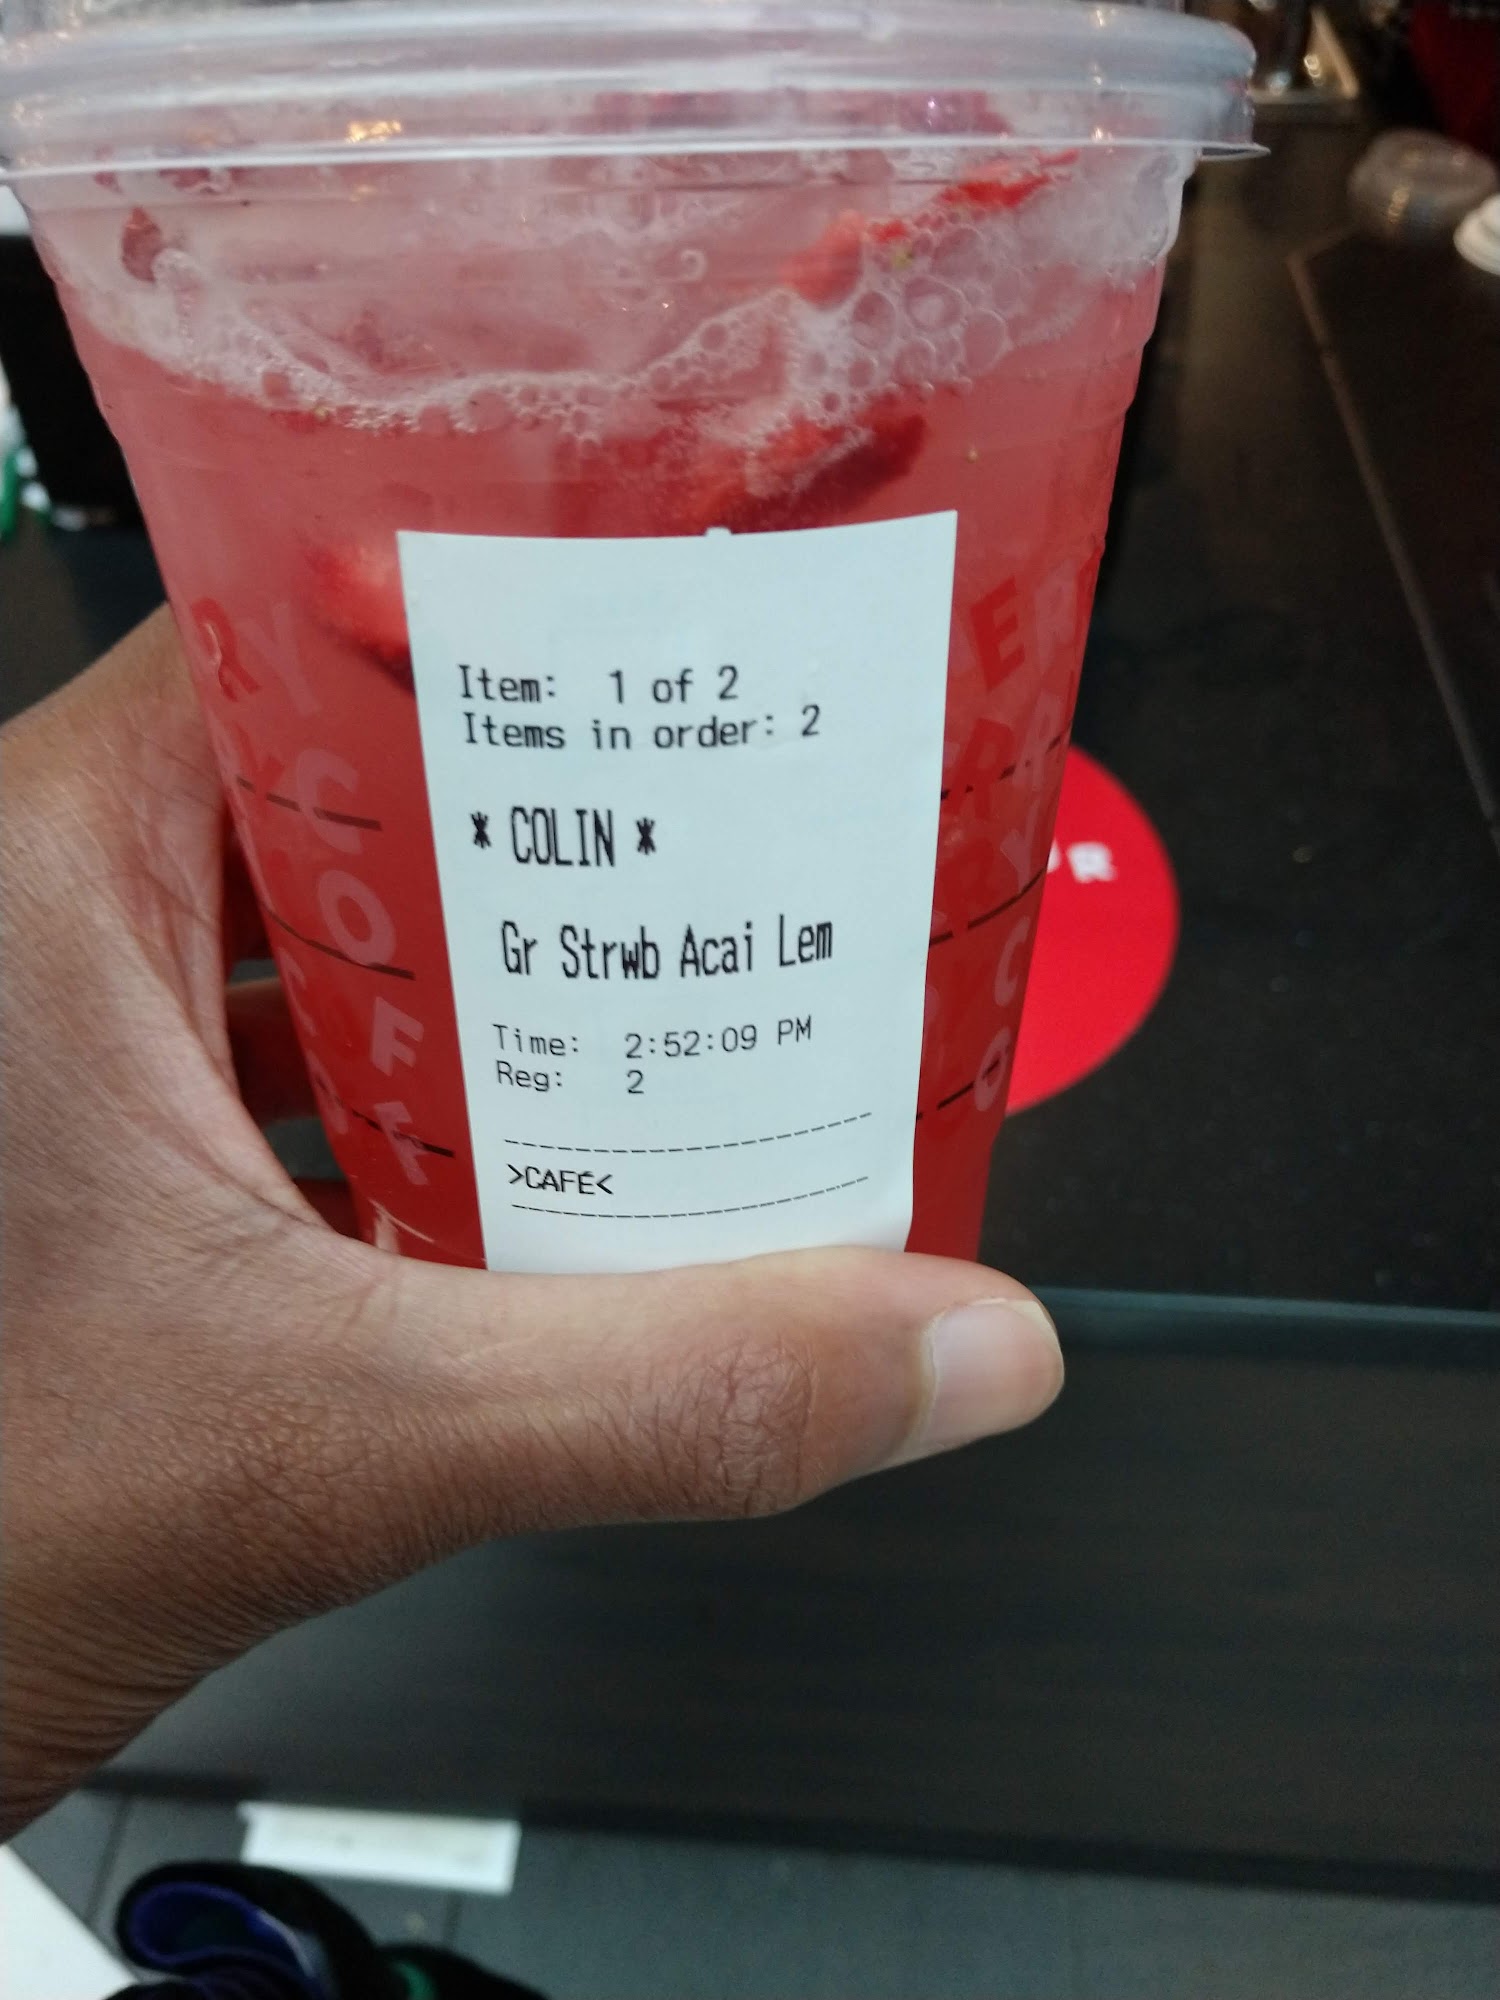 Item: 1 of 2
Items in order: 2
* COLIN *
Gr Strwb Acai Lem
Time: 2:52:09 PM
Reg: 2
>CAFÉ<